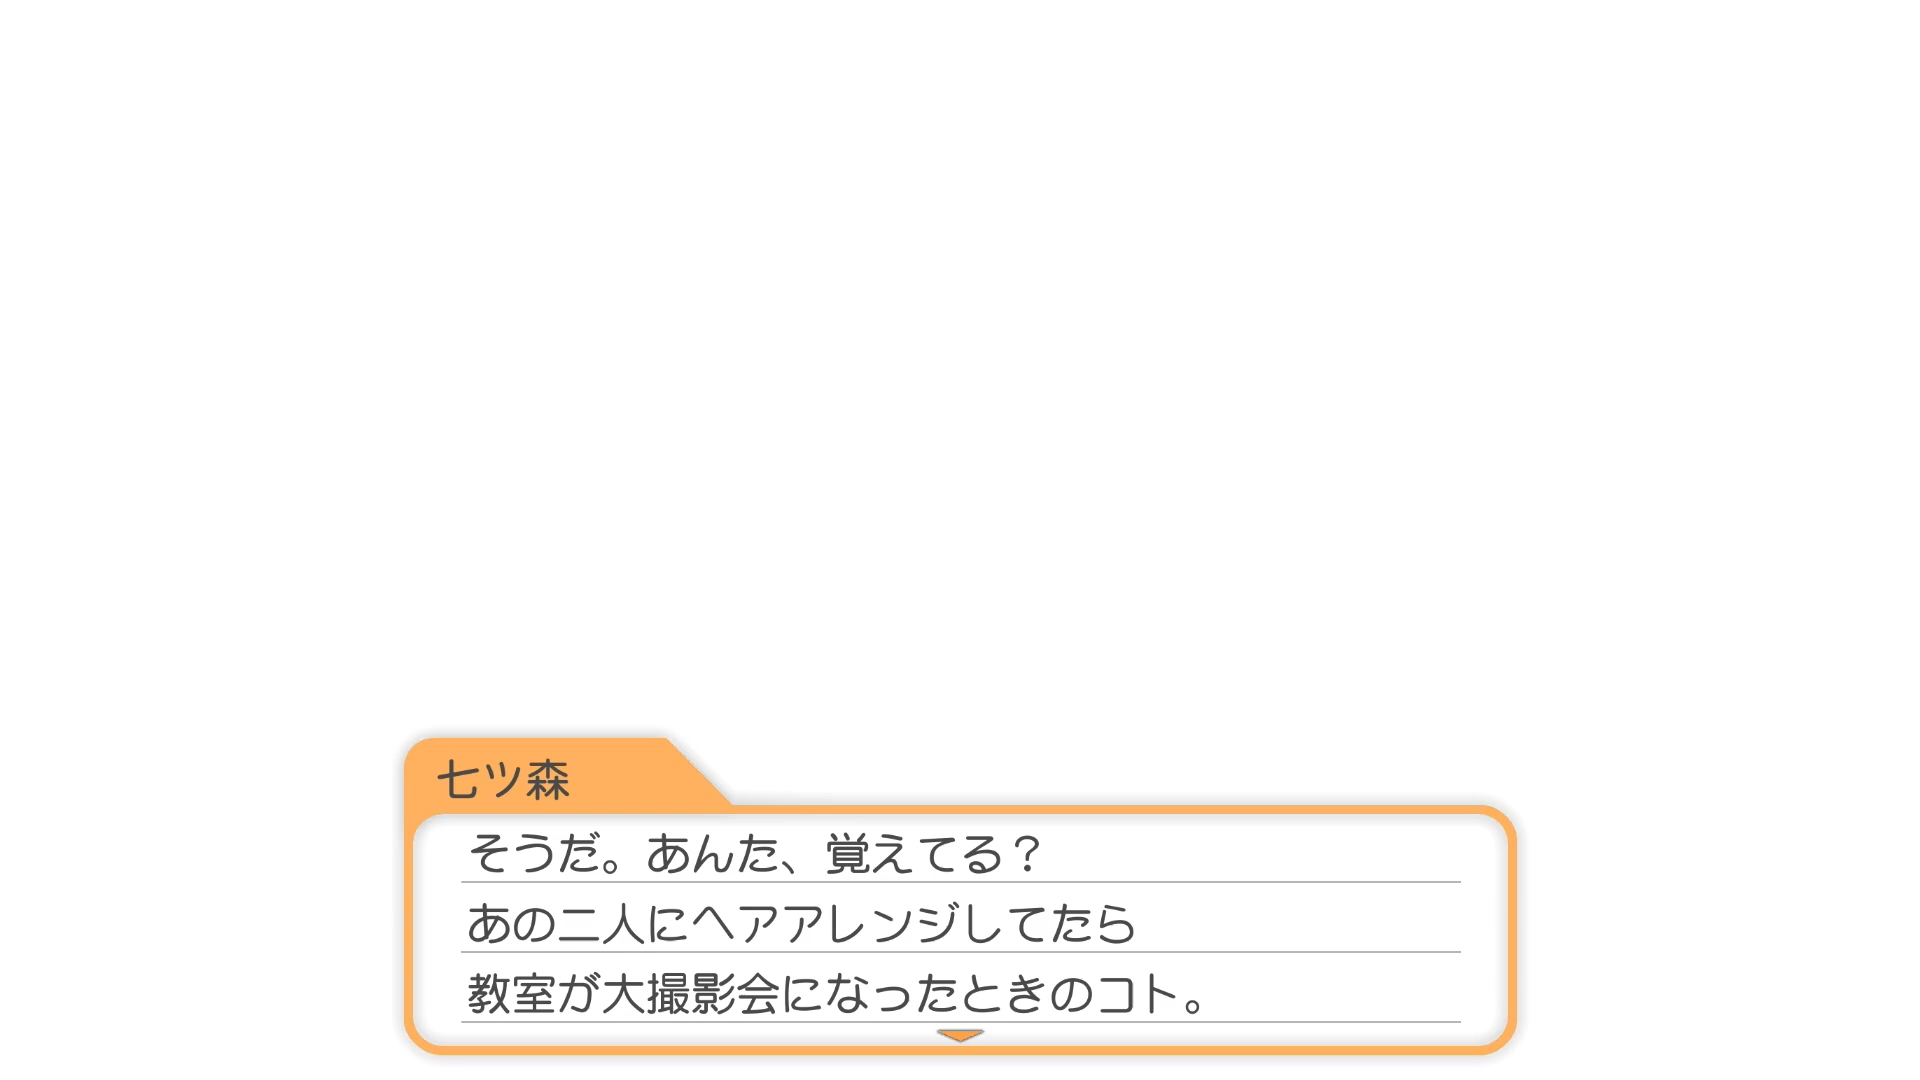 七ツ森
そうだ。あんた、覚えてる？
あの二人にヘアアレンジしてたら
教室が大撮影会になったときのコト。